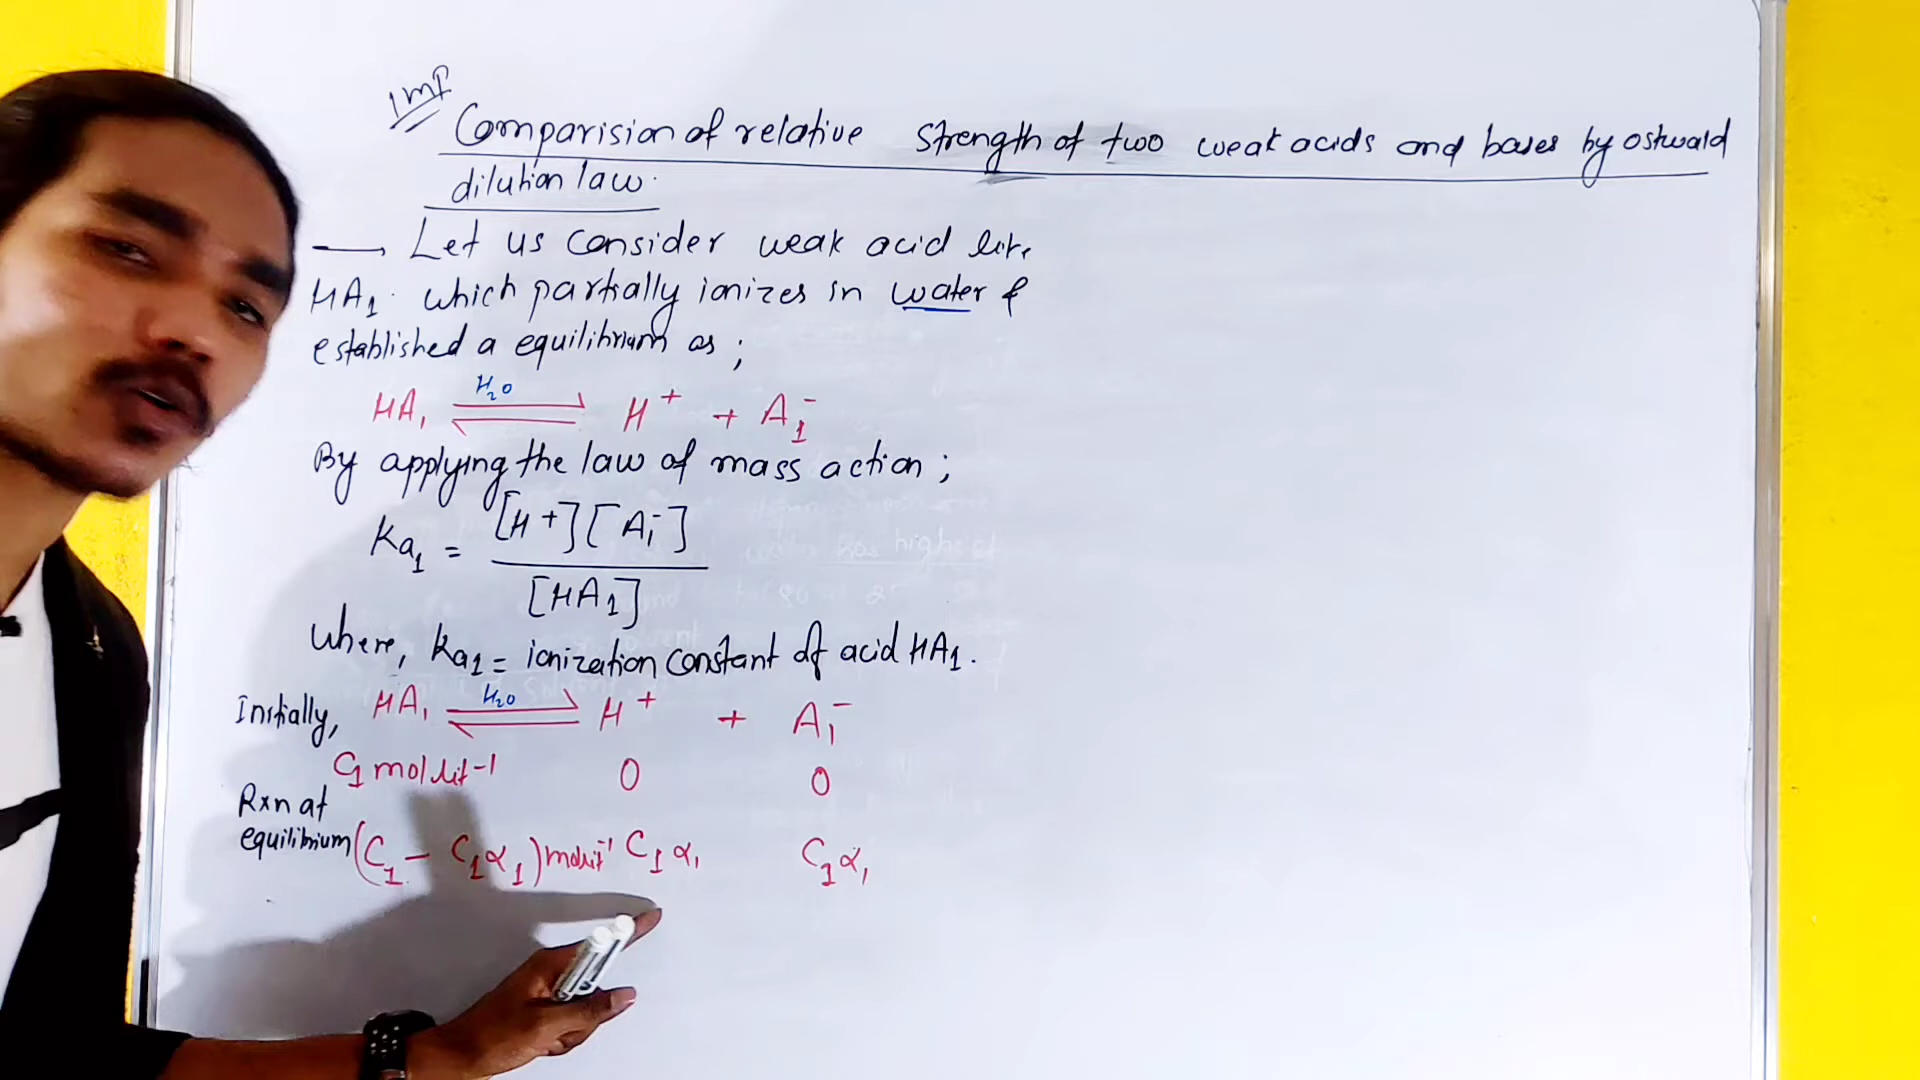 Imp
Comparision of relative strength of two weak acids and bases by ostwald
dilution law.
Let us consider weak acid like
HA₁. which partially ionizes in water &
established a equilibrium as ;
HA₁ ⇌ H₂O H⁺ + A₁⁻
By applying the law of mass action ;
Ka₁ = [H⁺][A₁⁻] / [HA₁]
where, Ka₁ = ionization constant of acid HA₁.
Initially, HA₁ ⇌ H₂O H⁺ + A₁⁻
C₁ mol lit⁻¹ 0 0
Rxn at
equilibrium (C₁ - C₁α₁) mol lit⁻¹ C₁α₁ C₁α₁